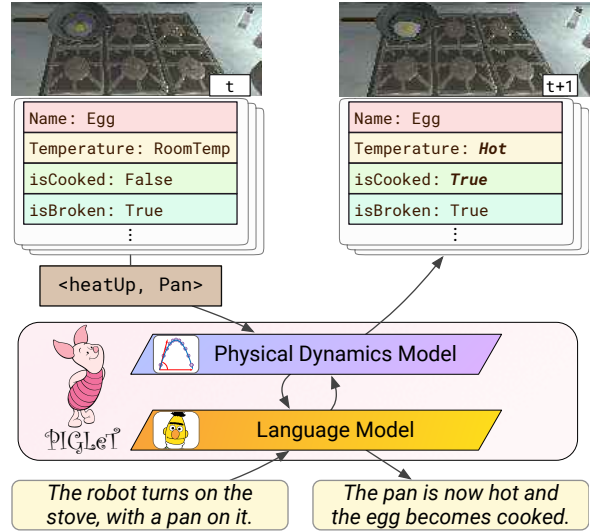 t
t+1
Name: Egg
Temperature: RoomTemp
isCooked: False
isBroken: True
⋮
Name: Egg
Temperature: Hot
isCooked: True
isBroken: True
⋮
<heatUp, Pan>
Physical Dynamics Model
PIGLeT
Language Model
The robot turns on the
stove, with a pan on it.
The pan is now hot and
the egg becomes cooked.